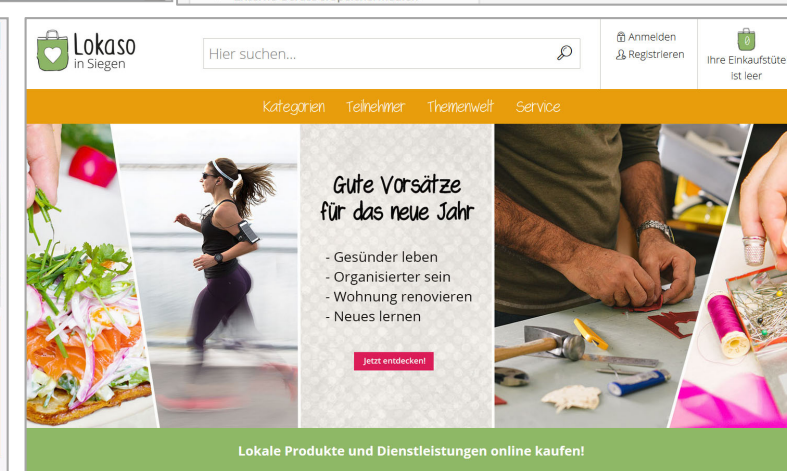 Lokaso
in Siegen
Hier suchen...
Anmelden
Registrieren
0
Ihre Einkaufstüte
ist leer
Kategorien Teilnehmer Themenwelt Service
Gute Vorsätze
für das neue Jahr
- Gesünder leben
- Organisierter sein
- Wohnung renovieren
- Neues lernen
Jetzt entdecken!
Lokale Produkte und Dienstleistungen online kaufen!